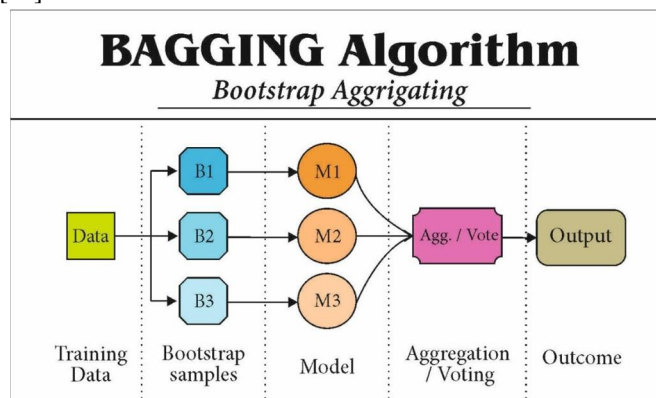 BAGGING Algorithm
Bootstrap Aggrigating
B1
M1
Data
B2
M2
Agg. / Vote
Output
B3
M3
Training
Data
Bootstrap
samples
Model
Aggregation
/ Voting
Outcome